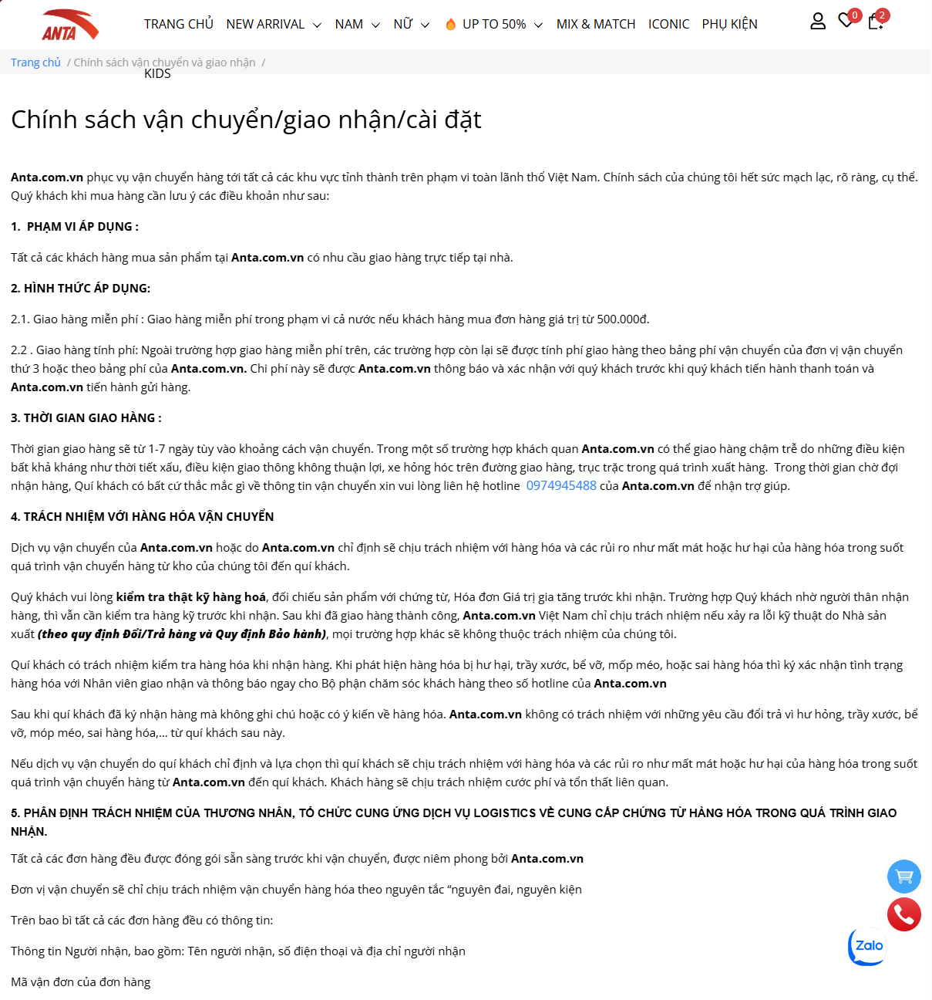 ANTA
TRANG CHỦ NEW ARRIVAL NAM NỮ UP TO 50% MIX & MATCH ICONIC PHỤ KIỆN
0 2
Trang chủ / Chính sách vận chuyển và giao nhận /
KIDS
Chính sách vận chuyển/giao nhận/cài đặt
Anta.com.vn phục vụ vận chuyển hàng tới tất cả các khu vực tỉnh thành trên phạm vi toàn lãnh thổ Việt Nam. Chính sách của chúng tôi hết sức mạch lạc, rõ ràng, cụ thể.
Quý khách khi mua hàng cần lưu ý các điều khoản như sau:
1.  PHẠM VI ÁP DỤNG :
Tất cả các khách hàng mua sản phẩm tại Anta.com.vn có nhu cầu giao hàng trực tiếp tại nhà.
2. HÌNH THỨC ÁP DỤNG:
2.1. Giao hàng miễn phí : Giao hàng miễn phí trong phạm vi cả nước nếu khách hàng mua đơn hàng giá trị từ 500.000đ.
2.2 . Giao hàng tính phí: Ngoài trường hợp giao hàng miễn phí trên, các trường hợp còn lại sẽ được tính phí giao hàng theo bảng phí vận chuyển của đơn vị vận chuyển
thứ 3 hoặc theo bảng phí của Anta.com.vn. Chi phí này sẽ được Anta.com.vn thông báo và xác nhận với quý khách trước khi quý khách tiến hành thanh toán và
Anta.com.vn tiến hành gửi hàng.
3. THỜI GIAN GIAO HÀNG :
Thời gian giao hàng sẽ từ 1-7 ngày tùy vào khoảng cách vận chuyển. Trong một số trường hợp khách quan Anta.com.vn có thể giao hàng chậm trễ do những điều kiện
bất khả kháng như thời tiết xấu, điều kiện giao thông không thuận lợi, xe hỏng hóc trên đường giao hàng, trục trặc trong quá trình xuất hàng.  Trong thời gian chờ đợi
nhận hàng, Quí khách có bất cứ thắc mắc gì về thông tin vận chuyển xin vui lòng liên hệ hotline  0974945488 của Anta.com.vn để nhận trợ giúp.
4. TRÁCH NHIỆM VỚI HÀNG HÓA VẬN CHUYỂN
Dịch vụ vận chuyển của Anta.com.vn hoặc do Anta.com.vn chỉ định sẽ chịu trách nhiệm với hàng hóa và các rủi ro như mất mát hoặc hư hại của hàng hóa trong suốt
quá trình vận chuyển hàng từ kho của chúng tôi đến quí khách.
Quý khách vui lòng kiểm tra thật kỹ hàng hoá, đối chiếu sản phẩm với chứng từ, Hóa đơn Giá trị gia tăng trước khi nhận. Trường hợp Quý khách nhờ người thân nhận
hàng, thì vẫn cần kiểm tra hàng kỹ trước khi nhận. Sau khi đã giao hàng thành công, Anta.com.vn Việt Nam chỉ chịu trách nhiệm nếu xảy ra lỗi kỹ thuật do Nhà sản
xuất (theo quy định Đổi/Trả hàng và Quy định Bảo hành), mọi trường hợp khác sẽ không thuộc trách nhiệm của chúng tôi.
Quí khách có trách nhiệm kiểm tra hàng hóa khi nhận hàng. Khi phát hiện hàng hóa bị hư hại, trầy xước, bể vỡ, mốp méo, hoặc sai hàng hóa thì ký xác nhận tình trạng
hàng hóa với Nhân viên giao nhận và thông báo ngay cho Bộ phận chăm sóc khách hàng theo số hotline của Anta.com.vn
Sau khi quí khách đã ký nhận hàng mà không ghi chú hoặc có ý kiến về hàng hóa. Anta.com.vn không có trách nhiệm với những yêu cầu đổi trả vì hư hỏng, trầy xước, bể
vỡ, móp méo, sai hàng hóa,... từ quí khách sau này.
Nếu dịch vụ vận chuyển do quí khách chỉ định và lựa chọn thì quí khách sẽ chịu trách nhiệm với hàng hóa và các rủi ro như mất mát hoặc hư hại của hàng hóa trong suốt
quá trình vận chuyển hàng từ Anta.com.vn đến quí khách. Khách hàng sẽ chịu trách nhiệm cước phí và tổn thất liên quan.
5. PHÂN ĐỊNH TRÁCH NHIỆM CỦA THƯƠNG NHÂN, TỔ CHỨC CUNG ỨNG DỊCH VỤ LOGISTICS VỀ CUNG CẤP CHỨNG TỪ HÀNG HÓA TRONG QUÁ TRÌNH GIAO
NHẬN.
Tất cả các đơn hàng đều được đóng gói sẵn sàng trước khi vận chuyển, được niêm phong bởi Anta.com.vn
Đơn vị vận chuyển sẽ chỉ chịu trách nhiệm vận chuyển hàng hóa theo nguyên tắc “nguyên đai, nguyên kiện
Trên bao bì tất cả các đơn hàng đều có thông tin:
Thông tin Người nhận, bao gồm: Tên người nhận, số điện thoại và địa chỉ người nhận
Zalo
Mã vận đơn của đơn hàng